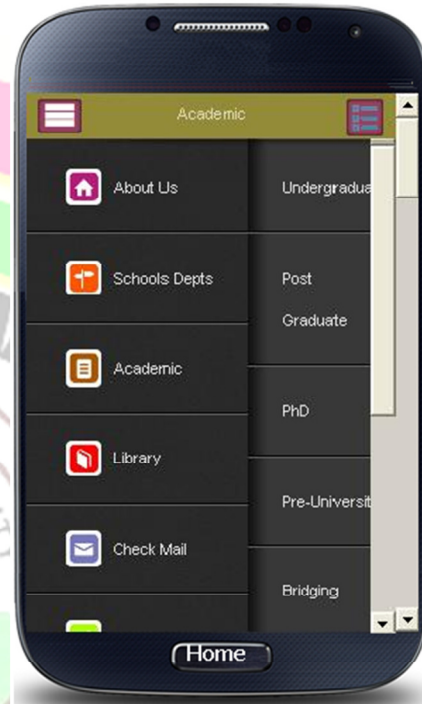 Academic
About Us
Schools Depts
Academic
Library
Check Mail
Undergradua
Post
Graduate
PhD
Pre-Universit
Bridging
Home